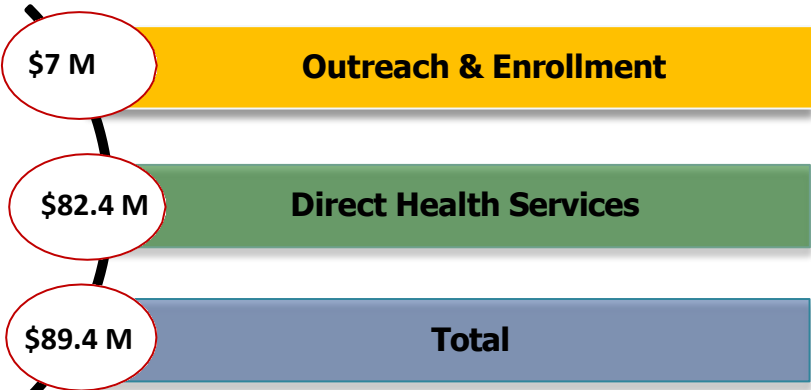 $7 M Outreach & Enrollment
$82.4 M Direct Health Services
$89.4 M Total